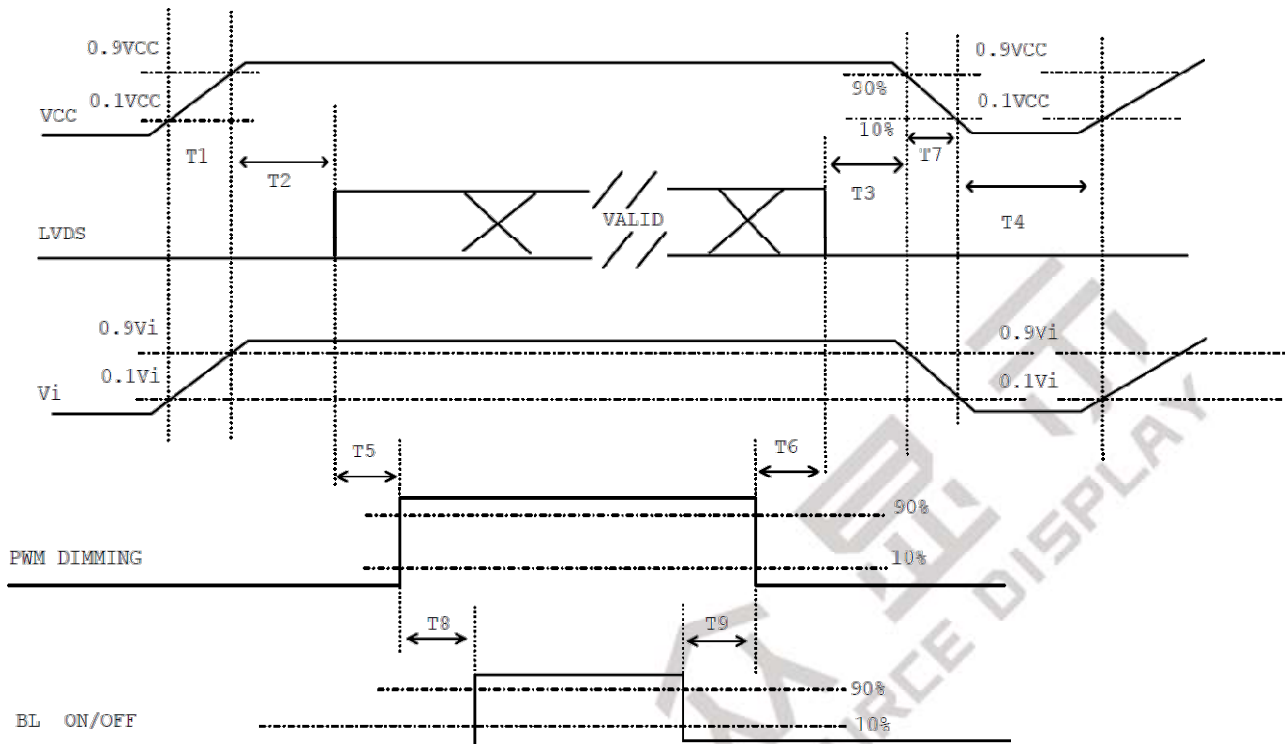 0.9VCC 0.9VCC
90%
0.1VCC 0.1VCC
VCC 10%
T1 T2 T3 T7
T4
VALID
LVDS
0.9Vi 0.9Vi
0.1Vi 0.1Vi
Vi
T5 T6
90%
PWM DIMMING 10%
T8 T9
90%
BL ON/OFF 10%
DISPLAY